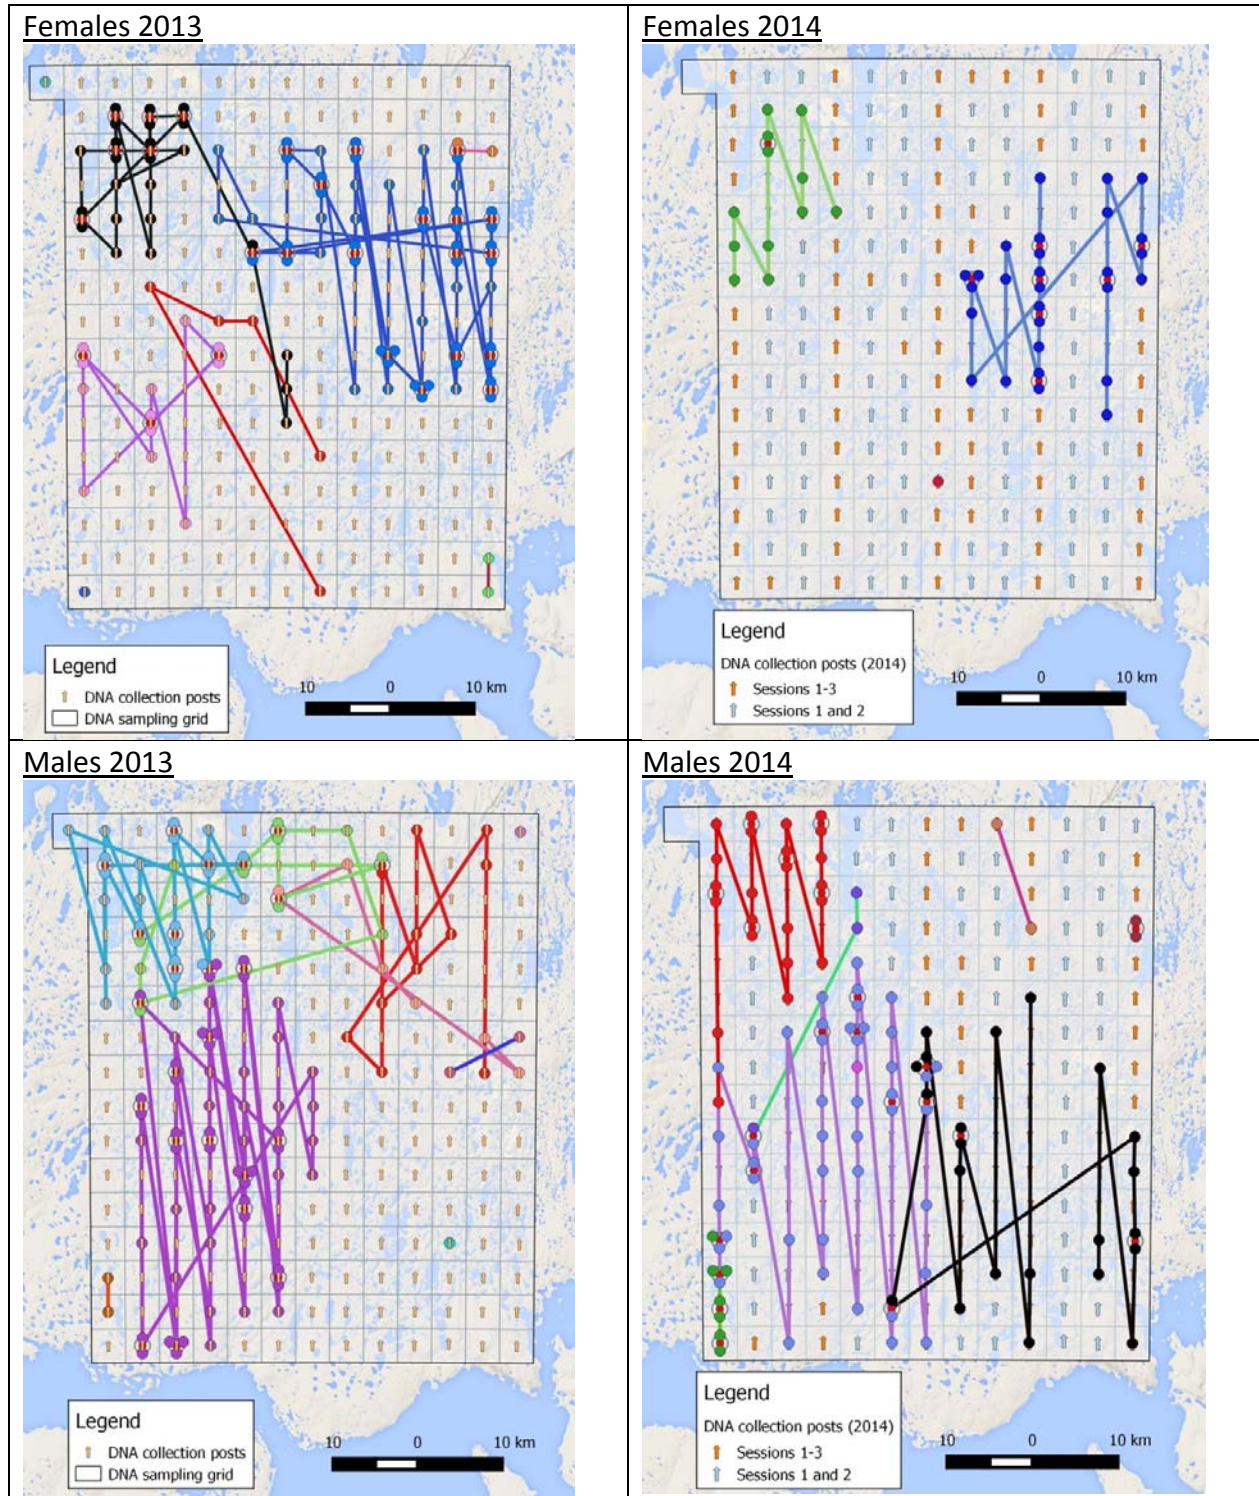 Females 2013
Females 2014
Legend
DNA collection posts
DNA sampling grid
10 0 10 km
Legend
DNA collection posts (2014)
Sessions 1-3
Sessions 1 and 2
10 0 10 km
Males 2013
Males 2014
Legend
DNA collection posts
DNA sampling grid
10 0 10 km
Legend
DNA collection posts (2014)
Sessions 1-3
Sessions 1 and 2
10 0 10 km